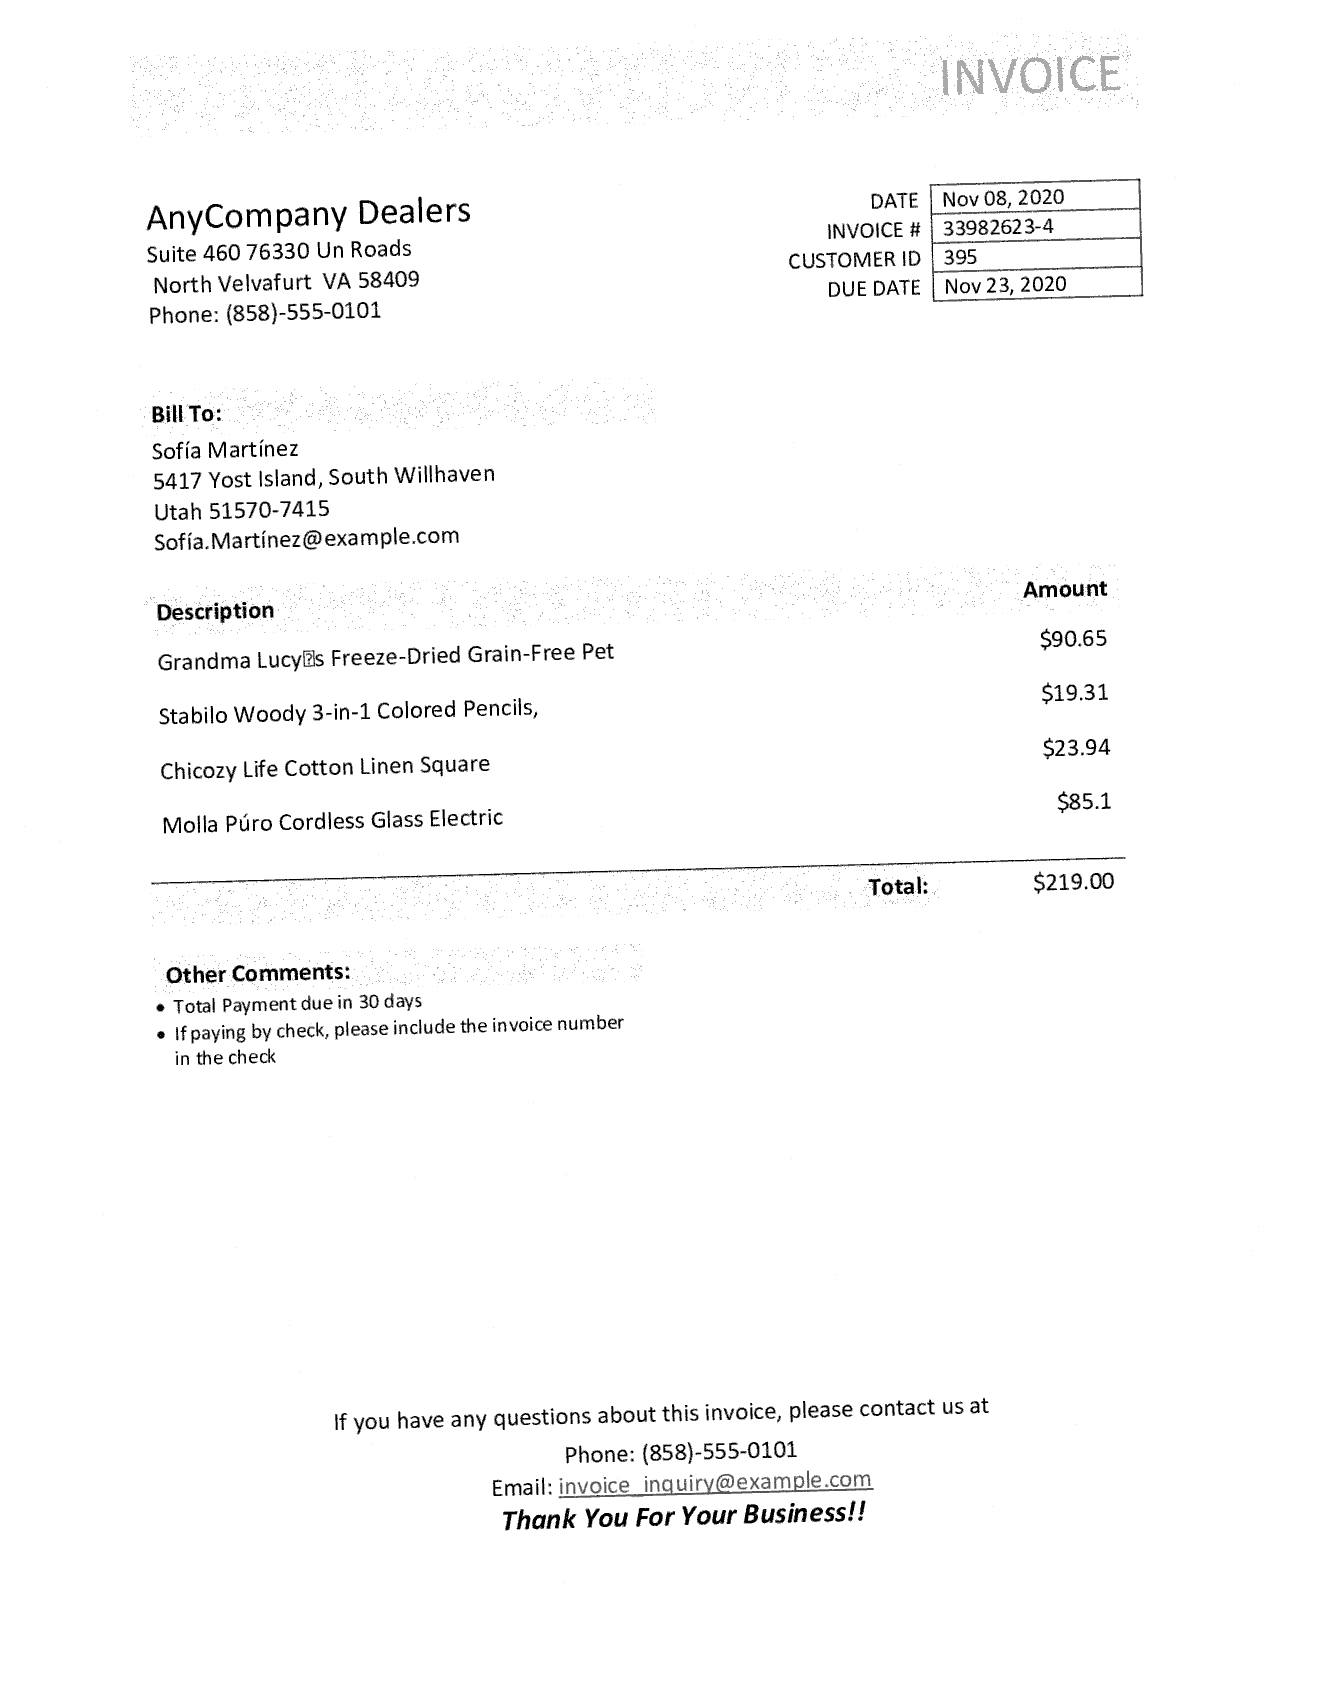 INVOICE
AnyCompany Dealers
Suite 460 76330 Un Roads
North Velvafurt VA 58409
Phone: (858)-555-0101
DATE Nov 08, 2020
INVOICE # 33982623-4
CUSTOMER ID 395
DUE DATE Nov 23, 2020
Bill To:
Sofía Martínez
5417 Yost Island, South Willhaven
Utah 51570-7415
Sofía.Martínez@example.com
Description Amount
Grandma Lucy⍰s Freeze-Dried Grain-Free Pet $90.65
Stabilo Woody 3-in-1 Colored Pencils, $19.31
Chicozy Life Cotton Linen Square $23.94
Molla Púro Cordless Glass Electric $85.1
Total: $219.00
Other Comments:
• Total Payment due in 30 days
• If paying by check, please include the invoice number
in the check
If you have any questions about this invoice, please contact us at
Phone: (858)-555-0101
Email: invoice_inquiry@example.com
Thank You For Your Business!!